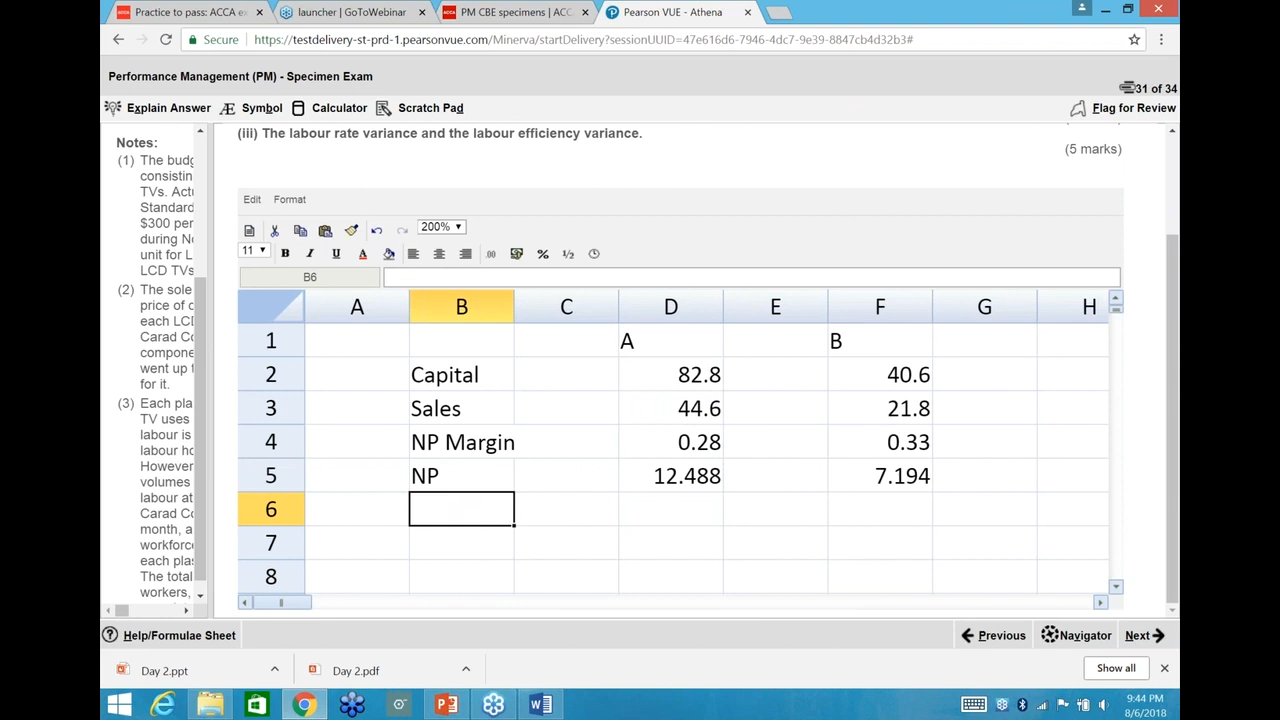 Practice to pass: ACCA ex
launcher | GoToWebinar
PM CBE specimens | ACC
Pearson VUE - Athena
Secure
https://testdelivery-st-prd-1.pearsonvue.com/Minerva/startDelivery?sessionUUID=47e616d6-7946-4dc7-9e39-8847cb4d32b3#
Performance Management (PM) - Specimen Exam
31 of 34
Explain Answer
Symbol
Calculator
Scratch Pad
Flag for Review
Notes:
(1) The budg
consistin
TVs. Actu
Standard
$300 per
during No
unit for L
LCD TVs
(2) The sole
price of o
each LCD
Carad Co
compone
went up t
for it.
(3) Each pla
TV uses
labour is
labour ho
However
volumes
labour at
Carad Co
month, a
workforce
each plas
The total
workers,
(iii) The labour rate variance and the labour efficiency variance.
(5 marks)
Edit Format
200%
11 B I U A .00 % ½
B6
A B C D E F G H
1 A B
2 Capital 82.8 40.6
3 Sales 44.6 21.8
4 NP Margin 0.28 0.33
5 NP 12.488 7.194
6
7
8
Help/Formulae Sheet
Previous
Navigator
Next
Day 2.ppt
Day 2.pdf
Show all
9:44 PM
8/6/2018